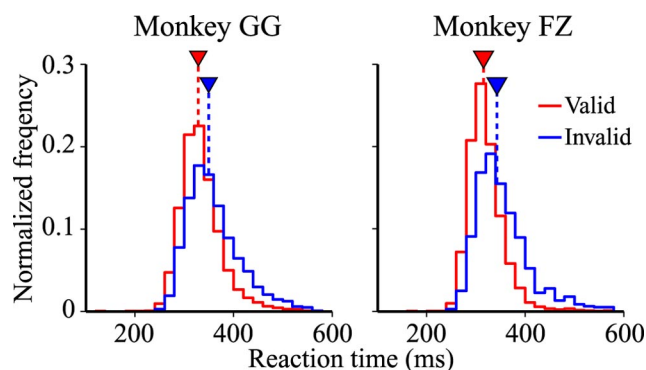 Monkey GG
Monkey FZ
Normalized freqency
0.3
0.2
0.1
0
Valid
Invalid
200 400 600
200 400 600
Reaction time (ms)